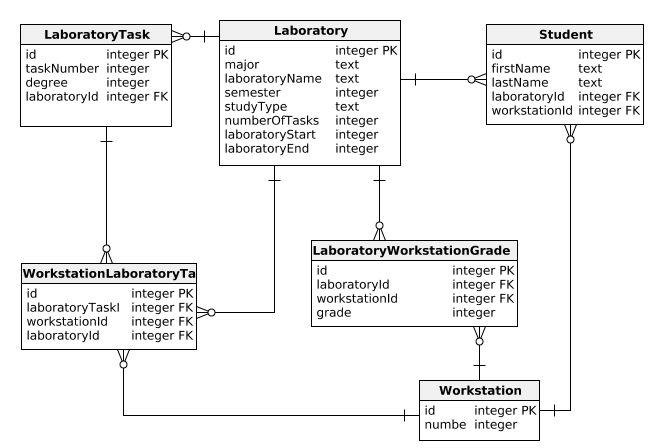 LaboratoryTask
id integer PK
taskNumber integer
degree integer
laboratoryId integer FK
Laboratory
id integer PK
major text
laboratoryName text
semester integer
studyType text
numberOfTasks integer
laboratoryStart integer
laboratoryEnd integer
Student
id integer PK
firstName text
lastName text
laboratoryId integer FK
workstationId integer FK
WorkstationLaboratoryTa
id integer PK
laboratoryTaskI integer FK
workstationId integer FK
laboratoryId integer FK
LaboratoryWorkstationGrade
id integer PK
laboratoryId integer FK
workstationId integer FK
grade integer
Workstation
id integer PK
numbe integer